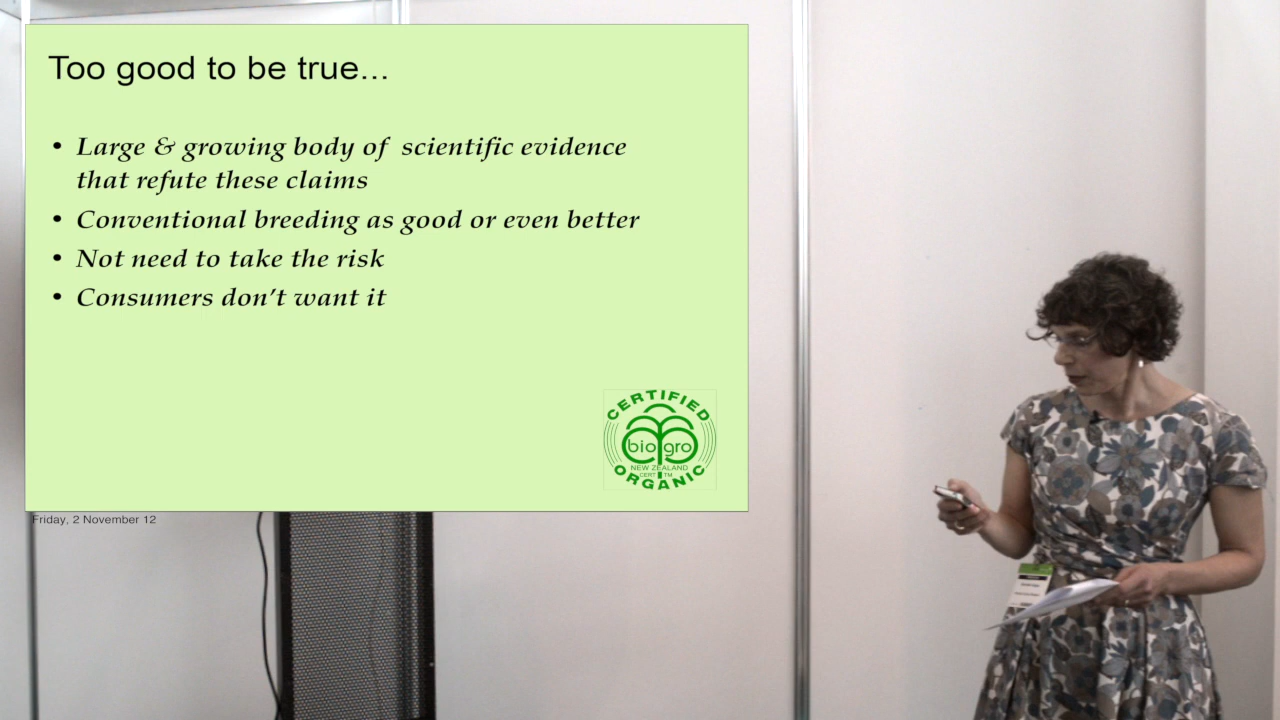 Too good to be true...
• Large & growing body of scientific evidence
that refute these claims
• Conventional breeding as good or even better
• Not need to take the risk
• Consumers don't want it
CERTIFIED
bio gro
NEW ZEALAND
CERT TM
ORGANIC
Friday, 2 November 12